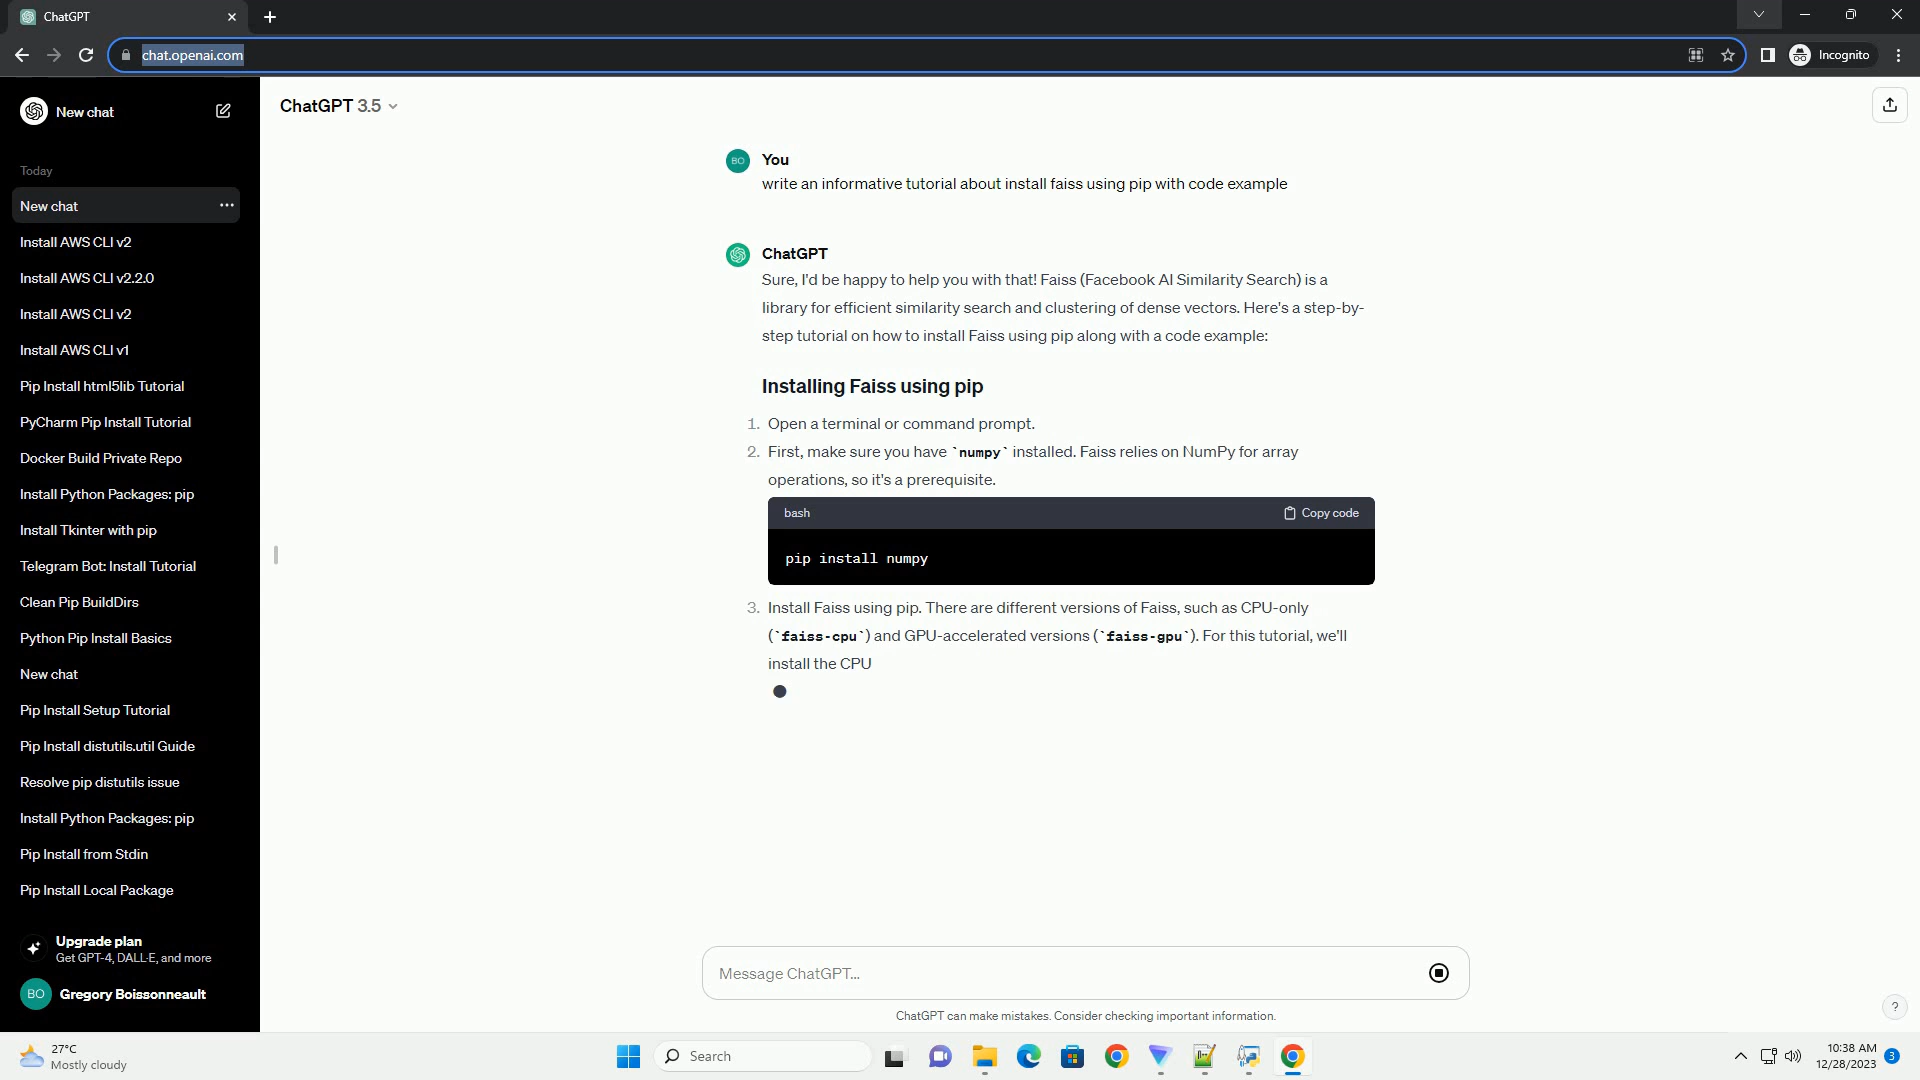 ChatGPT
chat.openai.com
Incognito
New chat
Today
New chat
Install AWS CLI v2
Install AWS CLI v2.2.0
Install AWS CLI v2
Install AWS CLI v1
Pip Install html5lib Tutorial
PyCharm Pip Install Tutorial
Docker Build Private Repo
Install Python Packages: pip
Install Tkinter with pip
Telegram Bot: Install Tutorial
Clean Pip BuildDirs
Python Pip Install Basics
New chat
Pip Install Setup Tutorial
Pip Install distutils.util Guide
Resolve pip distutils issue
Install Python Packages: pip
Pip Install from Stdin
Pip Install Local Package
Upgrade plan
Get GPT-4, DALL·E, and more
BO Gregory Boissonneault
ChatGPT 3.5
BO You
write an informative tutorial about install faiss using pip with code example
ChatGPT
Sure, I'd be happy to help you with that! Faiss (Facebook AI Similarity Search) is a
library for efficient similarity search and clustering of dense vectors. Here's a step-by-
step tutorial on how to install Faiss using pip along with a code example:
Installing Faiss using pip
1. Open a terminal or command prompt.
2. First, make sure you have `numpy` installed. Faiss relies on NumPy for array
operations, so it's a prerequisite.
bash Copy code
pip install numpy
3. Install Faiss using pip. There are different versions of Faiss, such as CPU-only
(`faiss-cpu`) and GPU-accelerated versions (`faiss-gpu`). For this tutorial, we'll
install the CPU
Message ChatGPT...
ChatGPT can make mistakes. Consider checking important information.
?
27°C
Mostly cloudy
Search
10:38 AM
12/28/2023
3